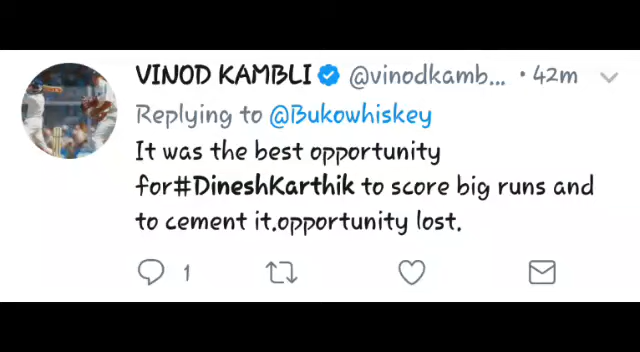 VINOD KAMBLI @vinodkamb... · 42m
Replying to @Bukowhiskey
It was the best opportunity
for#DineshKarthik to score big runs and
to cement it.opportunity lost.
1